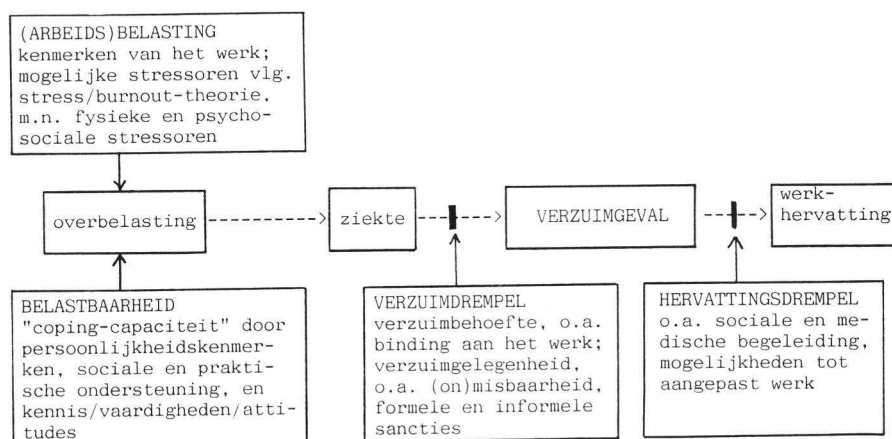 (ARBEIDS)BELASTING
kenmerken van het werk;
mogelijke stressoren vlg.
stress/burnout-theorie,
m.n. fysieke en psycho-
sociale stressoren
overbelasting
ziekte
VERZUIMGEVAL
werk-
hervatting
BELASTBAARHEID
"coping-capaciteit" door
persoonlijkheidskenmer-
ken, sociale en prakti-
sche ondersteuning, en
kennis/vaardigheden/atti-
tudes
VERZUIMDREMPEL
verzuimbehoefte, o.a.
binding aan het werk;
verzuimgelegenheid,
o.a. (on)misbaarheid,
formele en informele
sancties
HERVATTINGSDREMPEL
o.a. sociale en me-
dische begeleiding,
mogelijkheden tot
aangepast werk